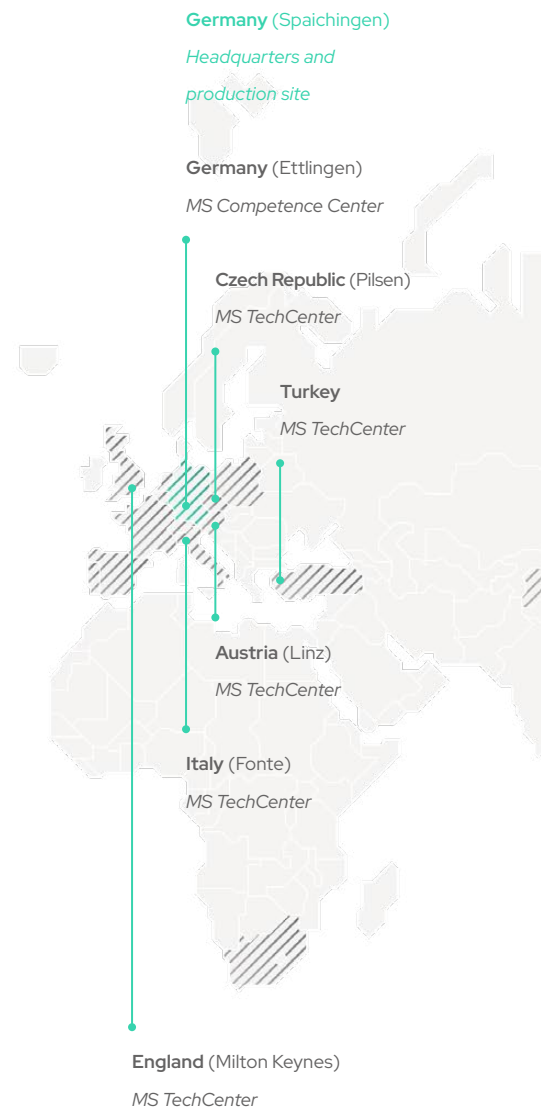 Germany (Spaichingen)
Headquarters and
production site
Germany (Ettlingen)
MS Competence Center
Czech Republic (Pilsen)
MS TechCenter
Turkey
MS TechCenter
Austria (Linz)
MS TechCenter
Italy (Fonte)
MS TechCenter
England (Milton Keynes)
MS TechCenter